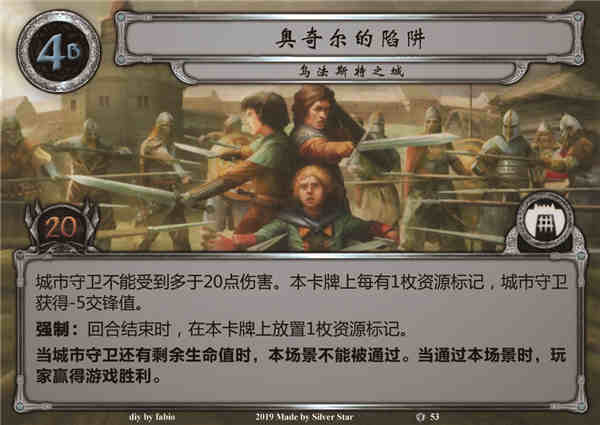 4B
奥奇尔的陷阱
乌法斯特之城
20
城市守卫不能受到多于20点伤害。本卡牌上每有1枚资源标记，城市守卫
获得-5交锋值。
强制：回合结束时，在本卡牌上放置1枚资源标记。
当城市守卫还有剩余生命值时，本场景不能被通过。当通过本场景时，玩
家赢得游戏胜利。
diy by fabio
2019 Made by Silver Star
53